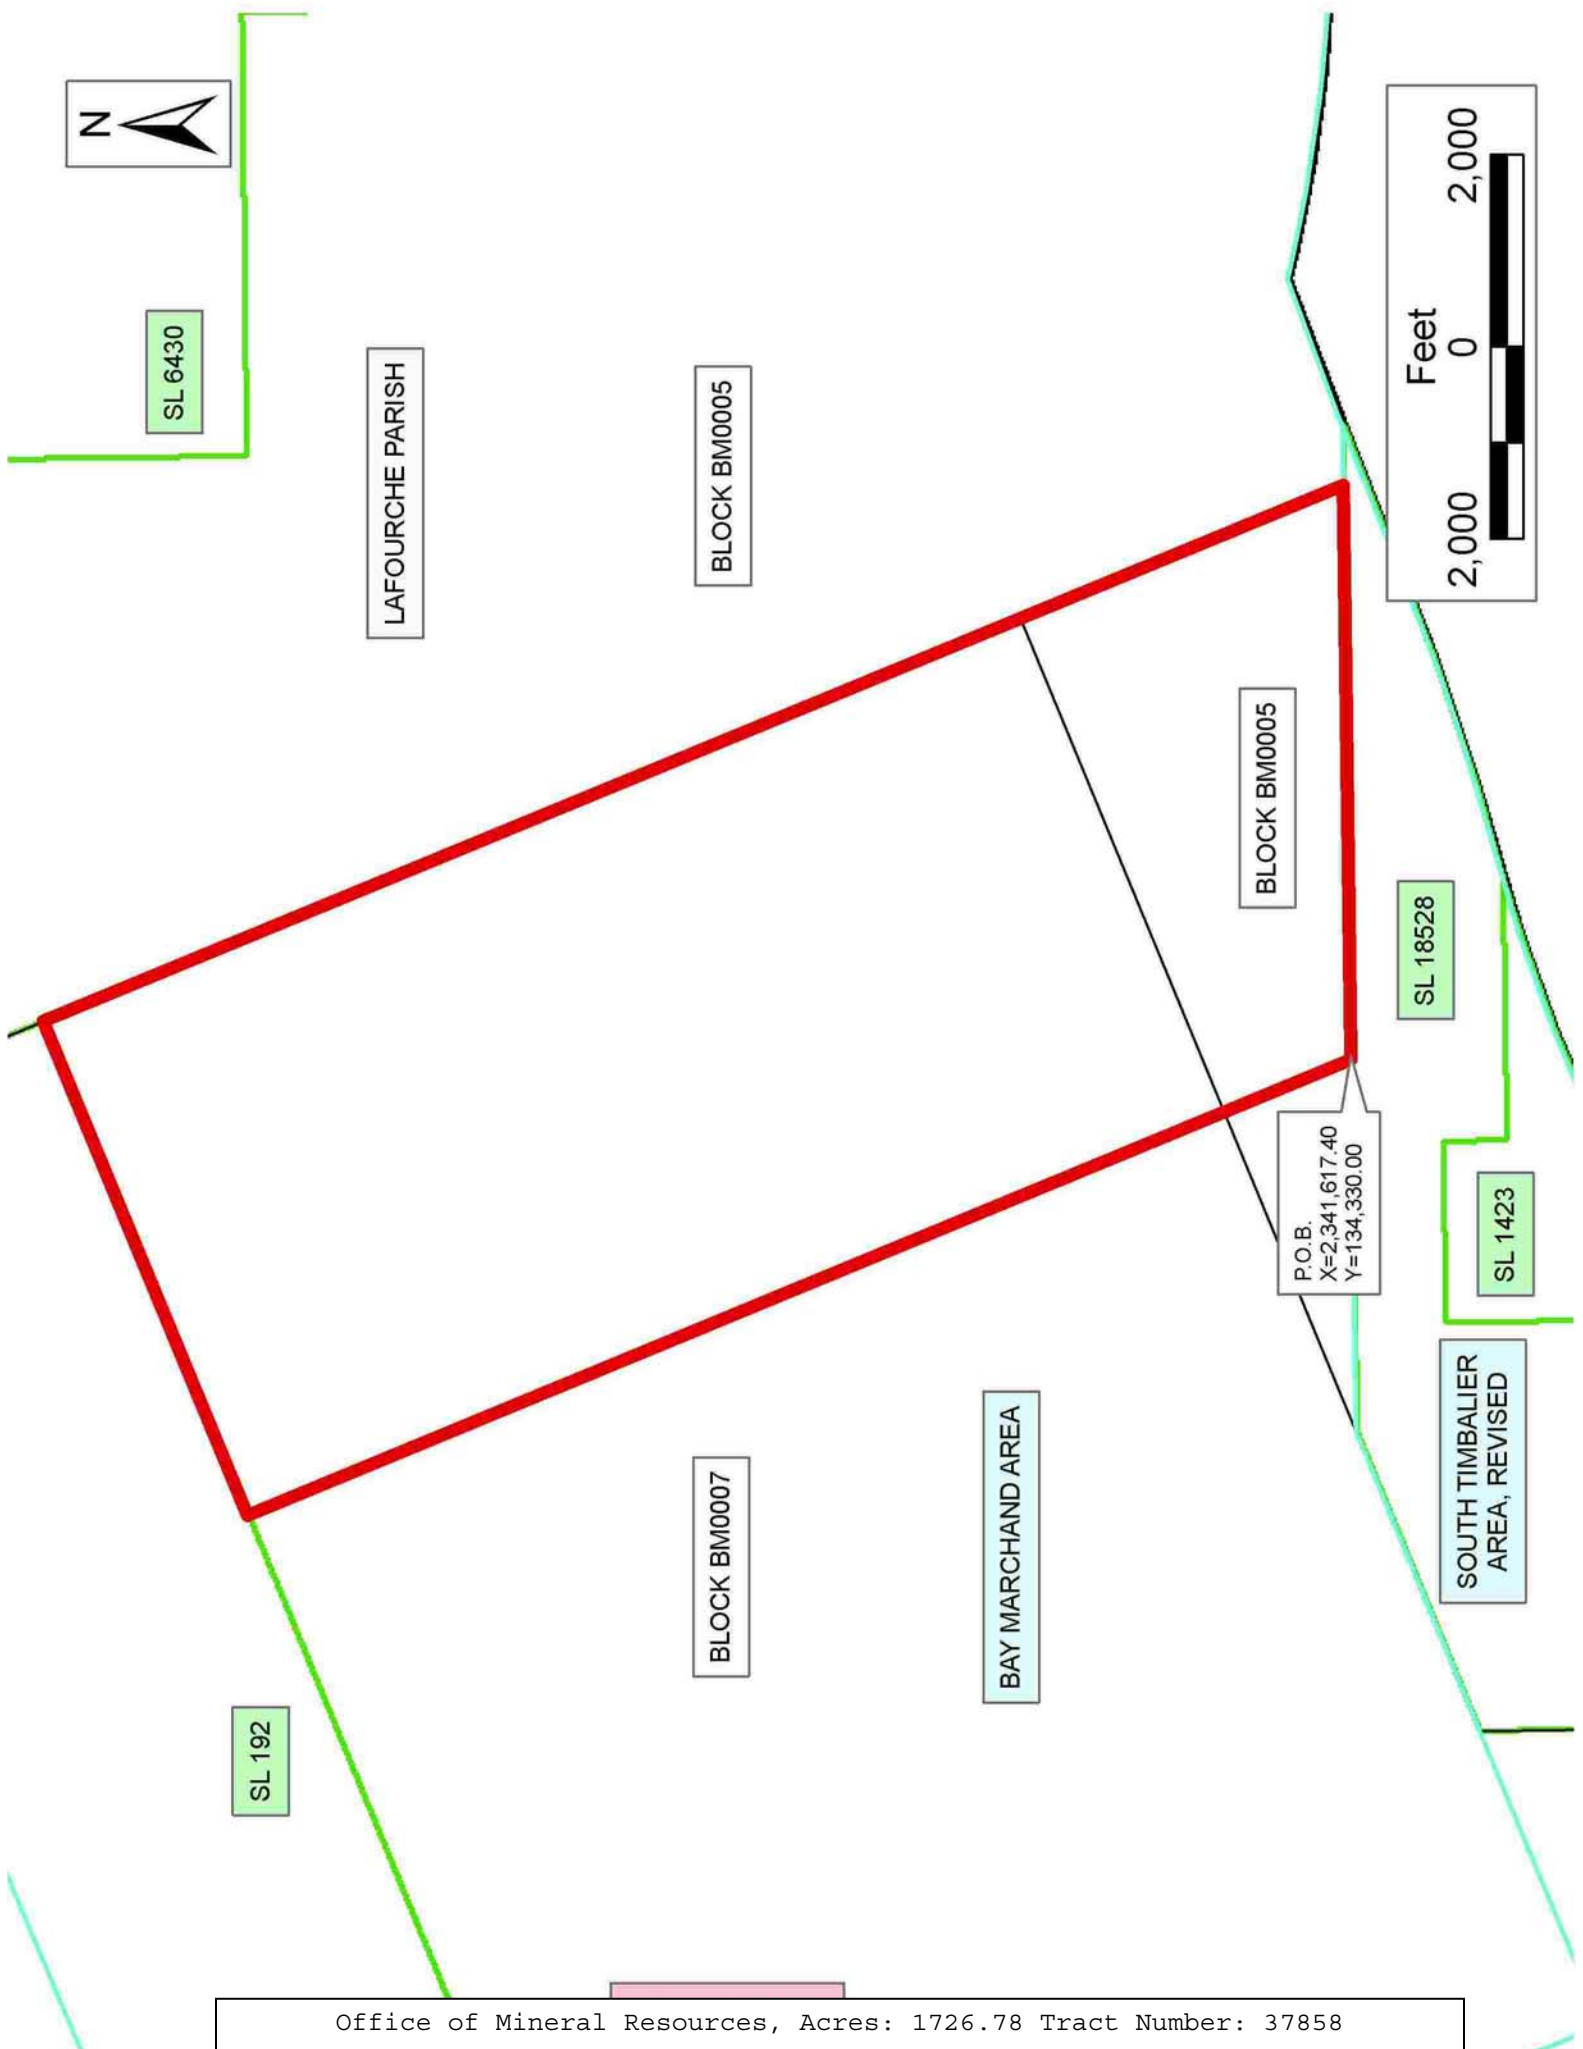 N
SL 6430
LAFOURCHE PARISH
BLOCK BM0005
Feet
2,000 0 2,000
BLOCK BM0005
SL 18528
P.O.B.
X=2,341,617.40
Y=134,330.00
SL 1423
SOUTH TIMBALIER
AREA, REVISED
BLOCK BM0007
BAY MARCHAND AREA
SL 192
Office of Mineral Resources, Acres: 1726.78 Tract Number: 37858